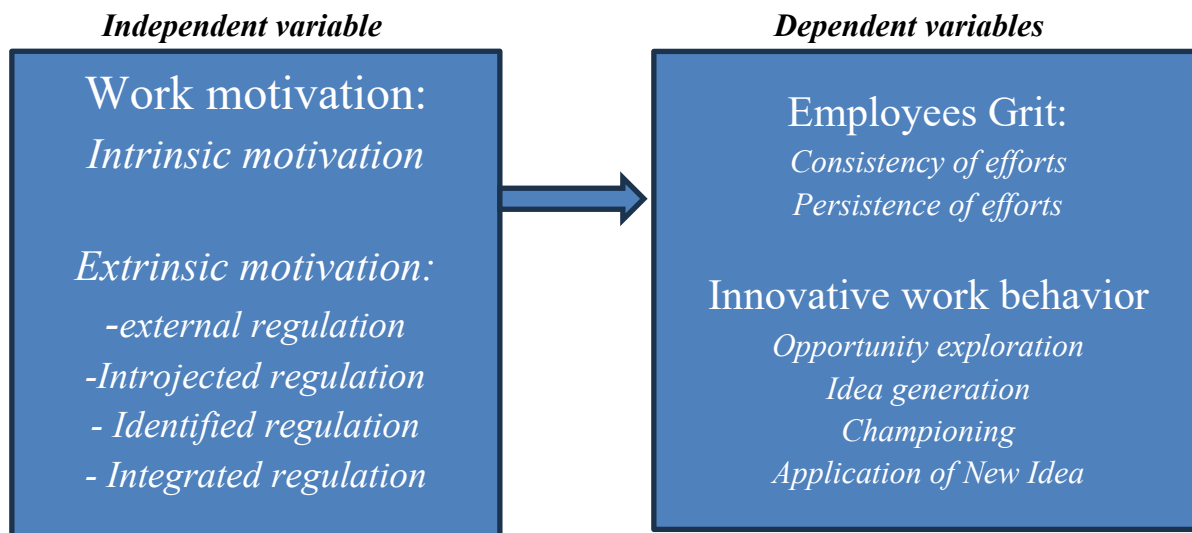 Independent variable
Work motivation:
Intrinsic motivation
Extrinsic motivation:
-external regulation
-Introjected regulation
- Identified regulation
- Integrated regulation
Dependent variables
Employees Grit:
Consistency of efforts
Persistence of efforts
Innovative work behavior
Opportunity exploration
Idea generation
Championing
Application of New Idea